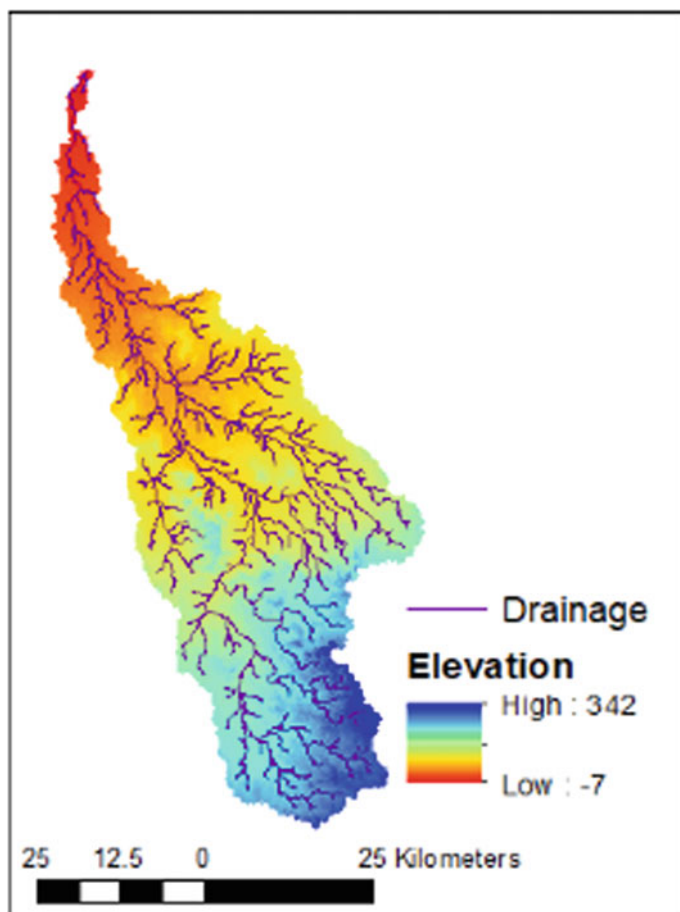 Drainage
Elevation
High : 342
Low : -7
25 12.5 0 25 Kilometers